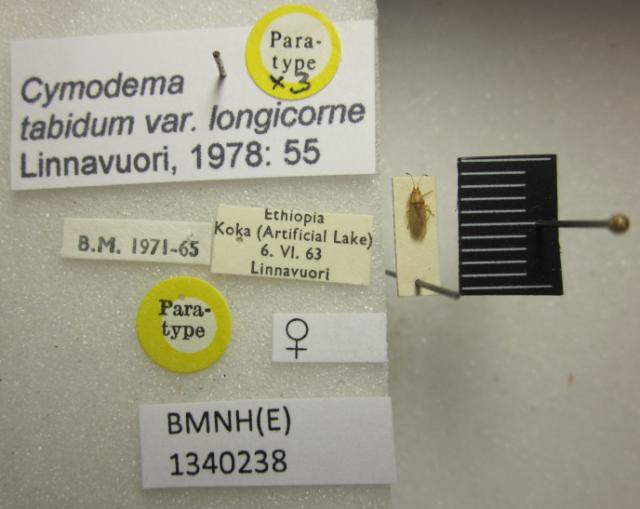 Para-
type
x3
Cymodema
tabidum var. longicorne
Linnavuori, 1978: 55
B.M. 1971-65
Ethiopia
Koka (Artificial Lake)
6. VI. 63
Linnavuori
Para-
type
♀
BMNH(E)
1340238